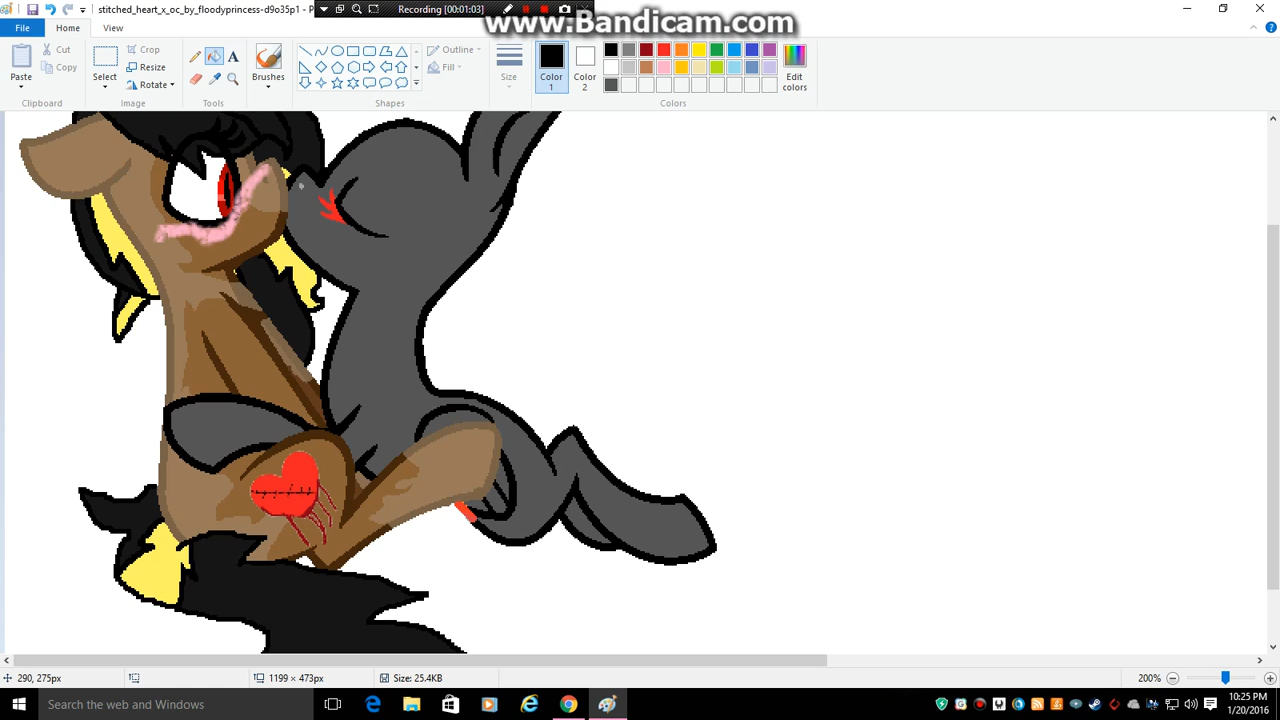 stitched_heart_x_oc_by_floodyprincess-d9o35p1 - P
Recording [00:01:03]
www.Bandicam.com
File
Home
View
Paste
Cut
Copy
Clipboard
Select
Crop
Resize
Rotate
Image
A
Tools
Brushes
Outline
Fill
Shapes
Size
Color 1
Color 2
Edit colors
Colors
290, 275px
1199 × 473px
Size: 25.4KB
200%
Search the web and Windows
10:25 PM
1/20/2016